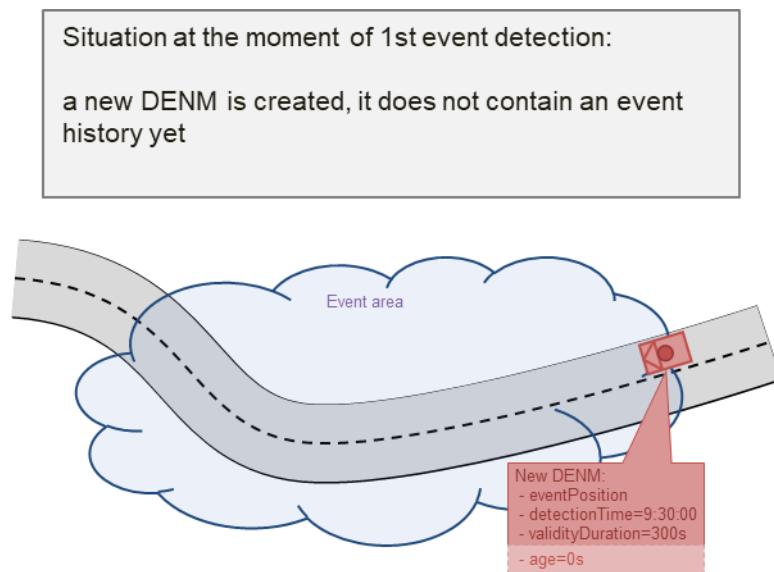 Situation at the moment of 1st event detection:
a new DENM is created, it does not contain an event
history yet
Event area
New DENM:
- eventPosition
- detectionTime=9:30:00
- validityDuration=300s
- age=0s